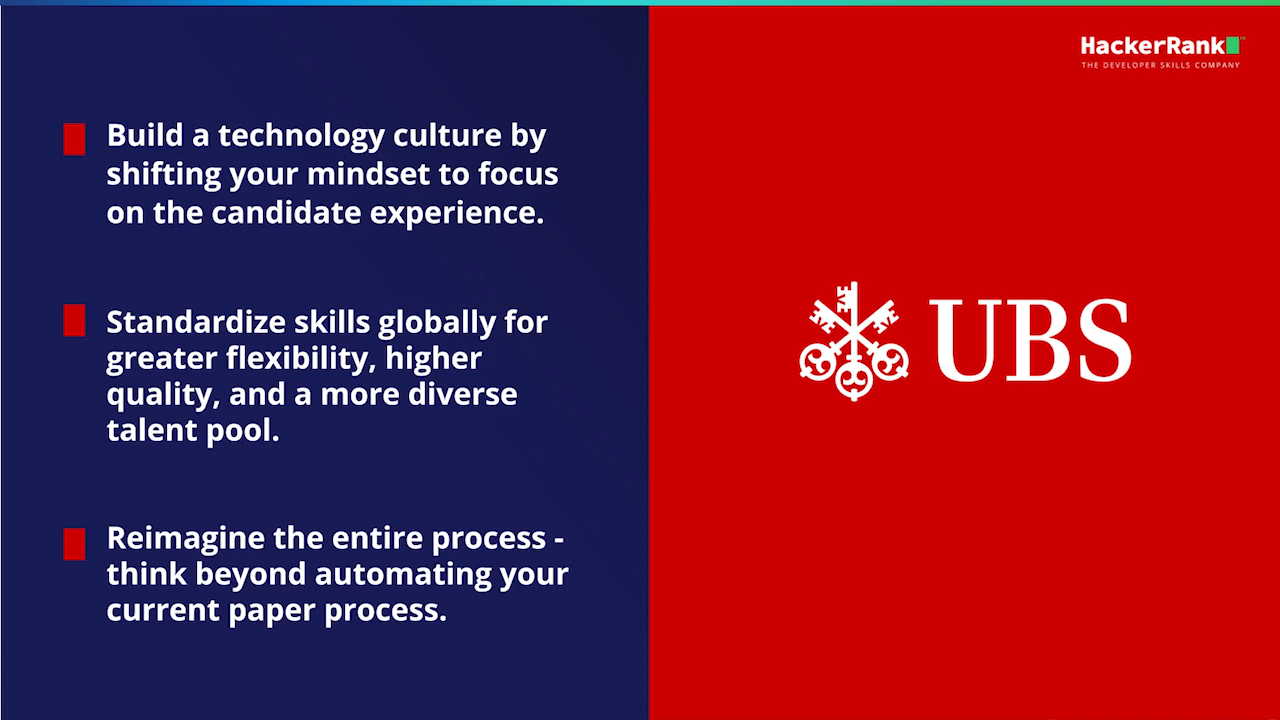 HackerRank
THE DEVELOPER SKILLS COMPANY
Build a technology culture by
shifting your mindset to focus
on the candidate experience.
Standardize skills globally for
greater flexibility, higher
quality, and a more diverse
talent pool.
Reimagine the entire process -
think beyond automating your
current paper process.
UBS